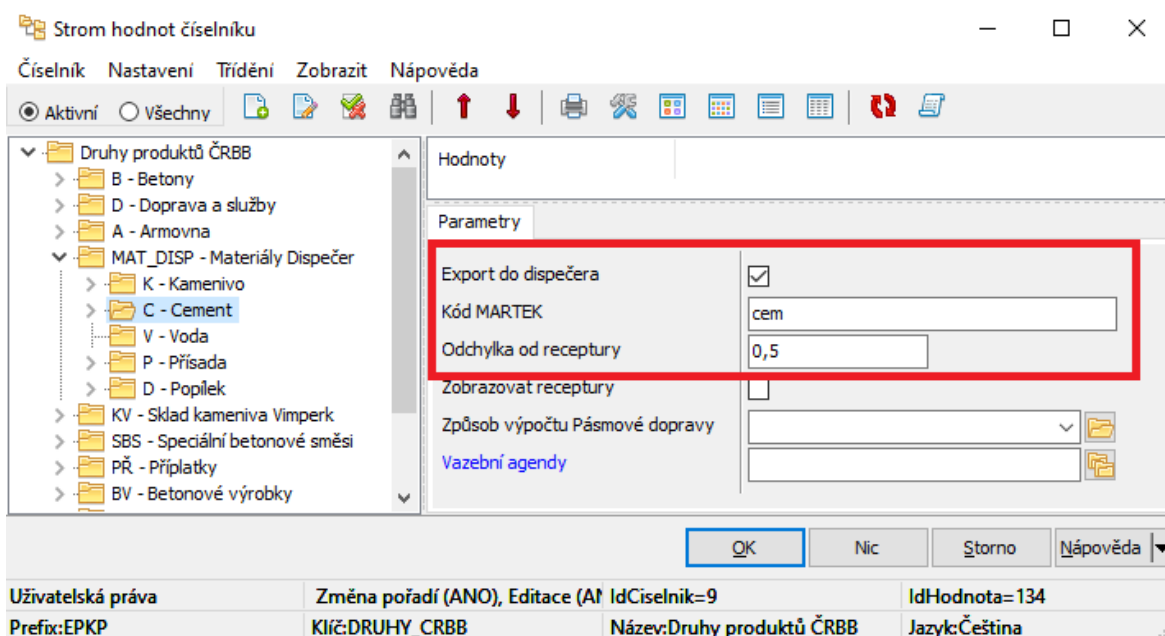 Strom hodnot číselníku
Číselník Nastavení Třídění Zobrazit Nápověda
Aktivní Všechny
Druhy produktů ČRBB
B - Betony
D - Doprava a služby
A - Armovna
MAT_DISP - Materiály Dispečer
K - Kamenivo
C - Cement
V - Voda
P - Přísada
D - Popílek
KV - Sklad kameniva Vimperk
SBS - Speciální betonové směsi
PŘ - Příplatky
BV - Betonové výrobky
Hodnoty
Parametry
Export do dispečera
Kód MARTEK cem
Odchylka od receptury 0,5
Zobrazovat receptury
Způsob výpočtu Pásmové dopravy
Vazební agendy
OK Nic Storno Nápověda
Uživatelská práva Změna pořadí (ANO), Editace (AN IdCiselnik=9 IdHodnota=134
Prefix:EPKP Klíč:DRUHY_CRBB Název:Druhy produktů ČRBB Jazyk:Čeština